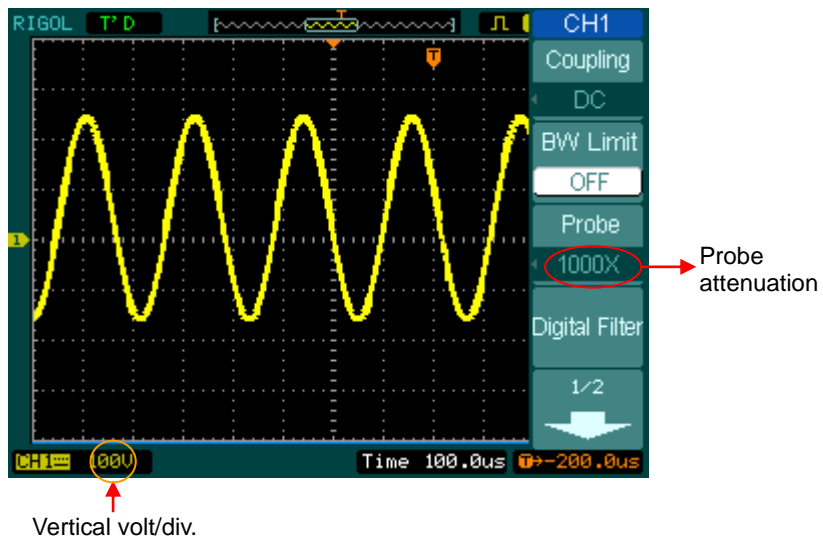 RIGOL T'D T CH1
T
Coupling
DC
BW Limit
OFF
1
Probe
1000X
Probe
attenuation
Digital Filter
1/2
CH1 100V Time 100.0us T→-200.0us
Vertical volt/div.